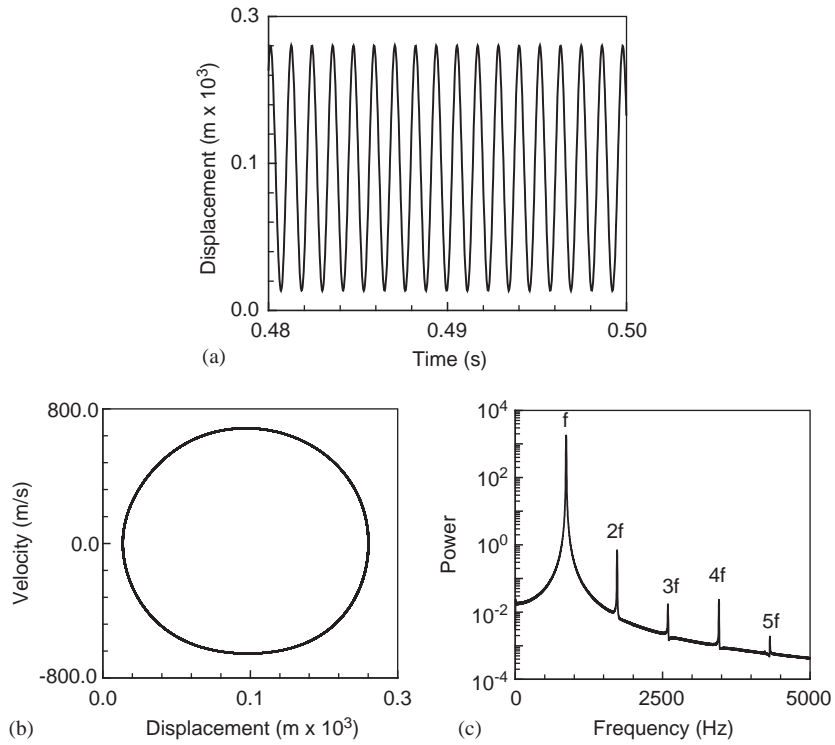 0.3
0.1
0.0
Displacement (m x 10³)
0.48
0.49
0.50
Time (s)
(a)
800.0
0.0
-800.0
Velocity (m/s)
0.0
0.1
0.3
Displacement (m x 10³)
(b)
10⁴
10²
10⁰
10⁻²
10⁻⁴
Power
f
2f
3f
4f
5f
0
2500
5000
Frequency (Hz)
(c)